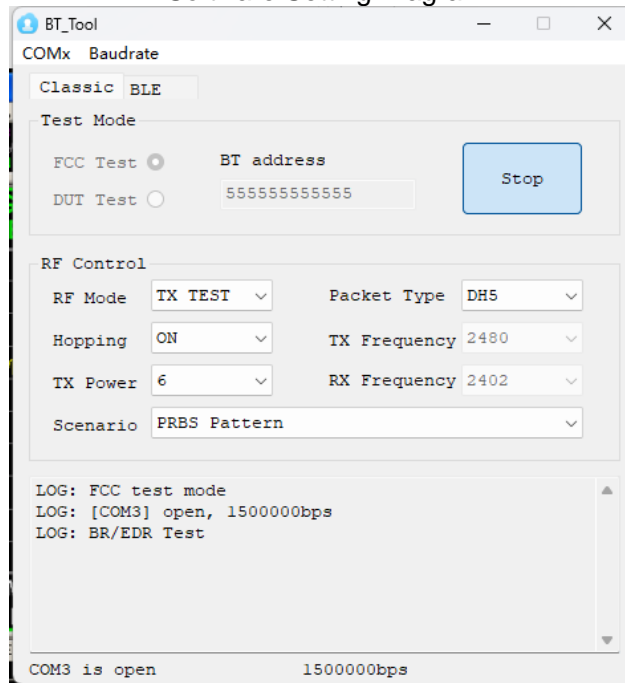 BT_Tool
COMx Baudrate
Classic BLE
Test Mode
FCC Test BT address
DUT Test 555555555555 Stop
RF Control
RF Mode TX TEST Packet Type DH5
Hopping ON TX Frequency 2480
TX Power 6 RX Frequency 2402
Scenario PRBS Pattern
LOG: FCC test mode
LOG: [COM3] open, 1500000bps
LOG: BR/EDR Test
COM3 is open 1500000bps